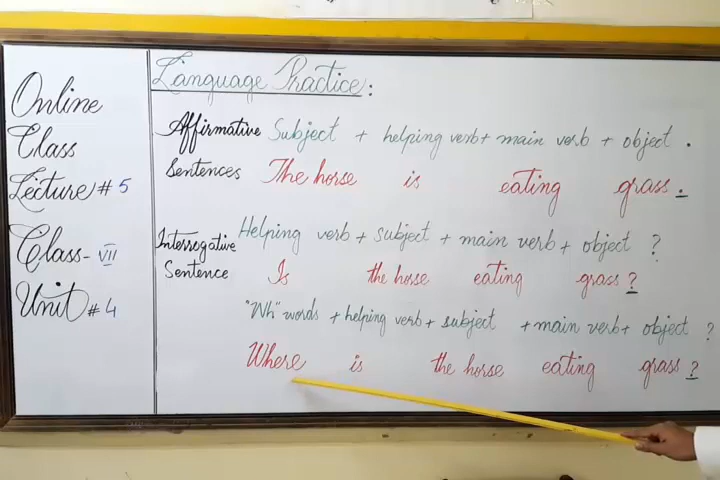 Online
Class
Lecture # 5
Class - VII
Unit # 4
Language Practice :
Affirmative Subject + helping verb + main verb + object .
Sentences The horse is eating grass .
Interrogative Helping verb + subject + main verb + object ?
Sentence Is the horse eating grass ?
"Wh" words + helping verb + subject + main verb + object ?
Where is the horse eating grass ?